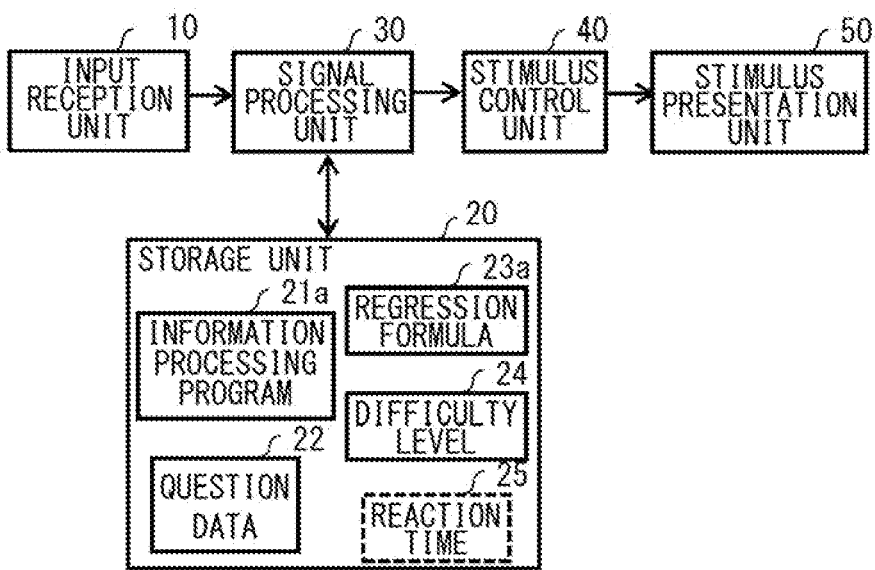 10
INPUT
RECEPTION
UNIT
30
SIGNAL
PROCESSING
UNIT
40
STIMULUS
CONTROL
UNIT
50
STIMULUS
PRESENTATION
UNIT
20
STORAGE UNIT
21a
INFORMATION
PROCESSING
PROGRAM
23a
REGRESSION
FORMULA
24
DIFFICULTY
LEVEL
22
QUESTION
DATA
25
REACTION
TIME